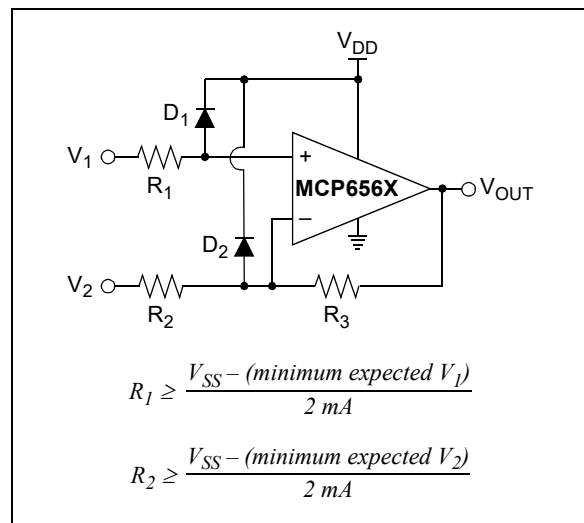 V_DD
D_1
V_1
R_1
+
MCP656X
–
V_OUT
D_2
V_2
R_2
R_3
R_1 ≥ V_SS – (minimum expected V_1)
2 mA
R_2 ≥ V_SS – (minimum expected V_2)
2 mA